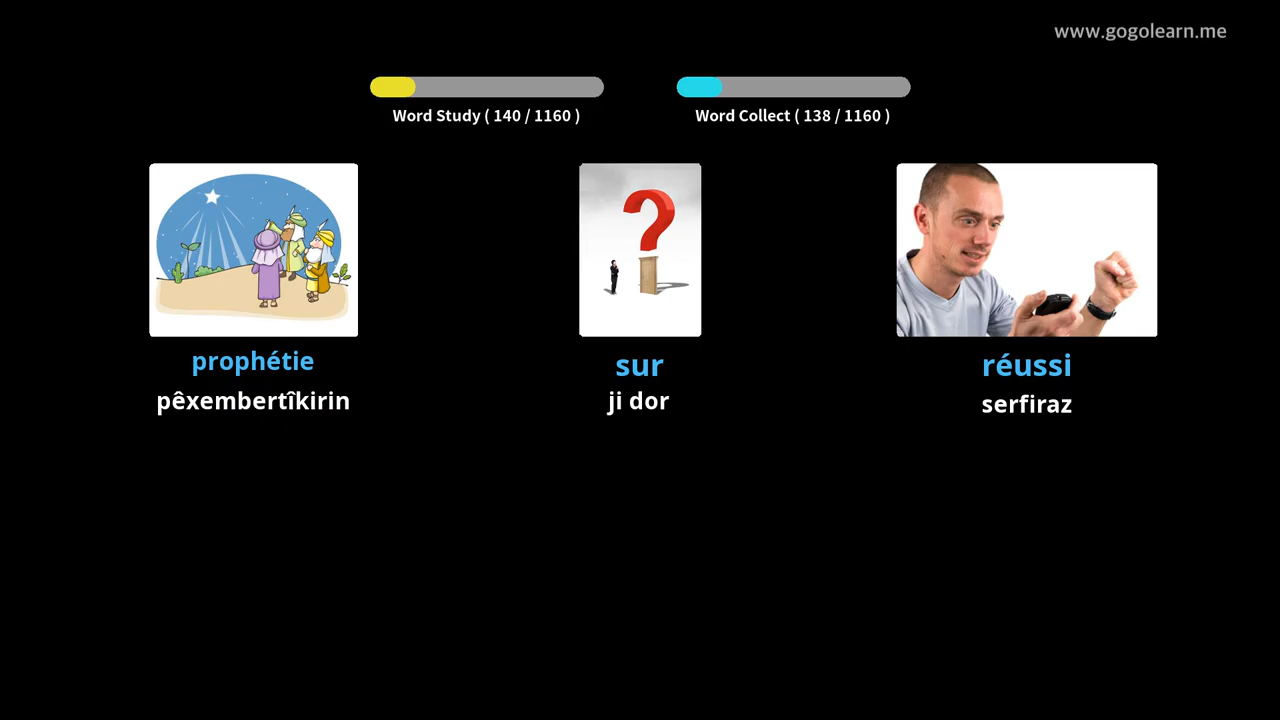 www.gogolearn.me
Word Study ( 140 / 1160 )
Word Collect ( 138 / 1160 )
prophétie
pêxembertîkirin
sur
ji dor
réussi
serfiraz